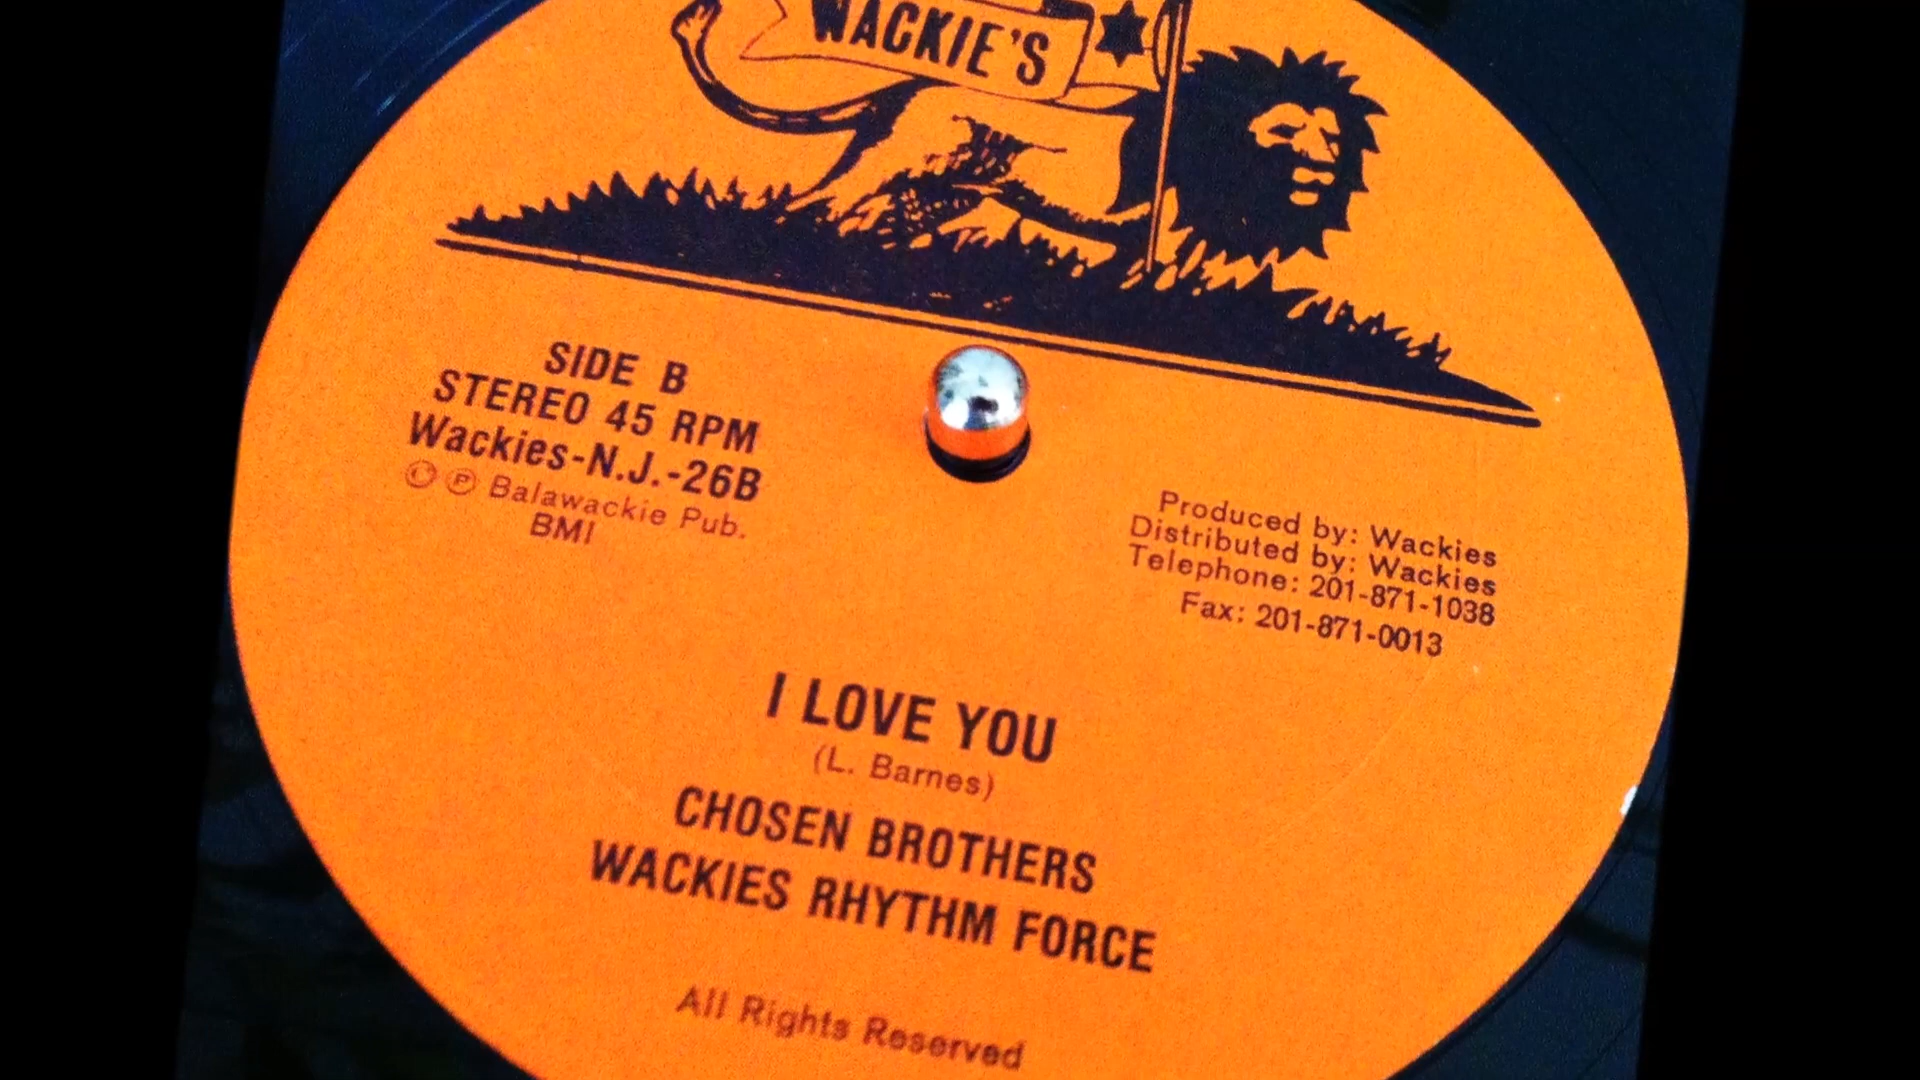 WACKIE'S
SIDE B
STEREO 45 RPM
Wackies-N.J.-26B
© ℗ Balawackie Pub.
BMI
Produced by: Wackies
Distributed by: Wackies
Telephone: 201-871-1038
Fax: 201-871-0013
I LOVE YOU
(L. Barnes)
CHOSEN BROTHERS
WACKIES RHYTHM FORCE
All Rights Reserved